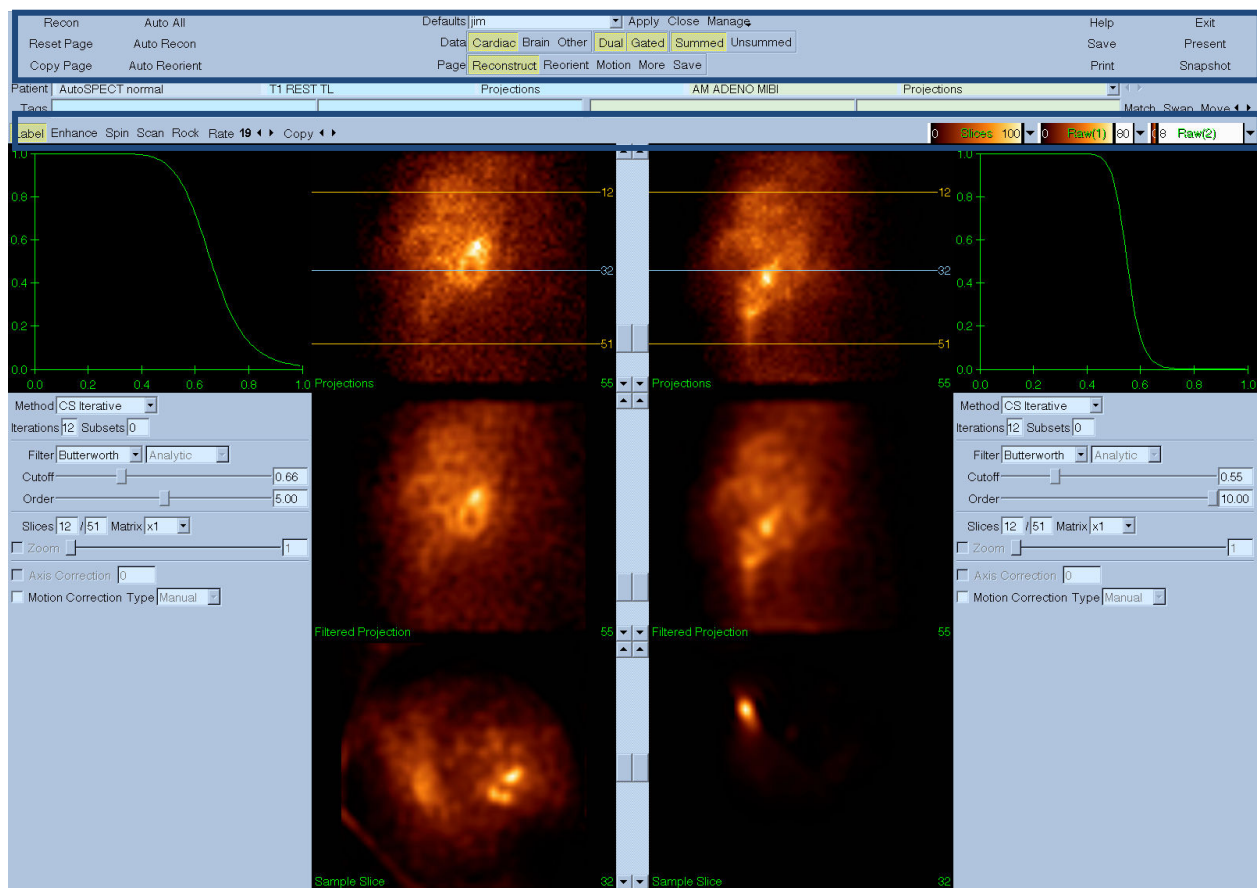 Recon Auto All Defaults jim Apply Close Manage Help Exit
Reset Page Auto Recon Data Cardiac Brain Other Dual Gated Summed Unsummed Save Present
Copy Page Auto Reorient Page Reconstruct Reorient Motion More Save Print Snapshot
Patient AutoSPECT normal T1 REST TL Projections AM ADENO MIBI Projections
Tags Match Swap Move
Label Enhance Spin Scan Rock Rate 19 Copy 0 Slices 100 0 Raw(1) 80 0 8 Raw(2)
1.0 12 12 1.0
0.8 0.8
0.6 32 32 0.6
0.4 0.4
0.2 51 51 0.2
0.0 0.0
0.0 0.2 0.4 0.6 0.8 1.0 Projections 55 Projections 55 0.0 0.2 0.4 0.6 0.8 1.0
Method CS Iterative Method CS Iterative
Iterations 12 Subsets 0 Iterations 12 Subsets 0
Filter Butterworth Analytic Filter Butterworth Analytic
Cutoff 0.66 Cutoff 0.55
Order 5.00 Order 10.00
Slices 12 / 51 Matrix x1 Slices 12 / 51 Matrix x1
Zoom 1 Zoom 1
Axis Correction 0 Axis Correction 0
Motion Correction Type Manual Motion Correction Type Manual
Filtered Projection 55 Filtered Projection 55
Sample Slice 32 Sample Slice 32